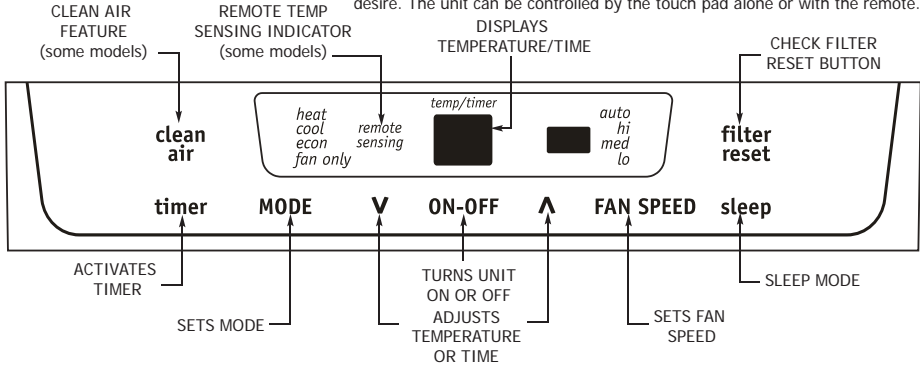 desire. The unit can be controlled by the touch pad alone or with the remote.
CLEAN AIR
FEATURE
(some models)
REMOTE TEMP
SENSING INDICATOR
(some models)
DISPLAYS
TEMPERATURE/TIME
CHECK FILTER
RESET BUTTON
clean
air
heat
cool
econ
fan only
remote
sensing
temp/timer
auto
hi
med
lo
filter
reset
timer
MODE
V
ON-OFF
Λ
FAN SPEED
sleep
ACTIVATES
TIMER
SETS MODE
TURNS UNIT
ON OR OFF
ADJUSTS
TEMPERATURE
OR TIME
SETS FAN
SPEED
SLEEP MODE